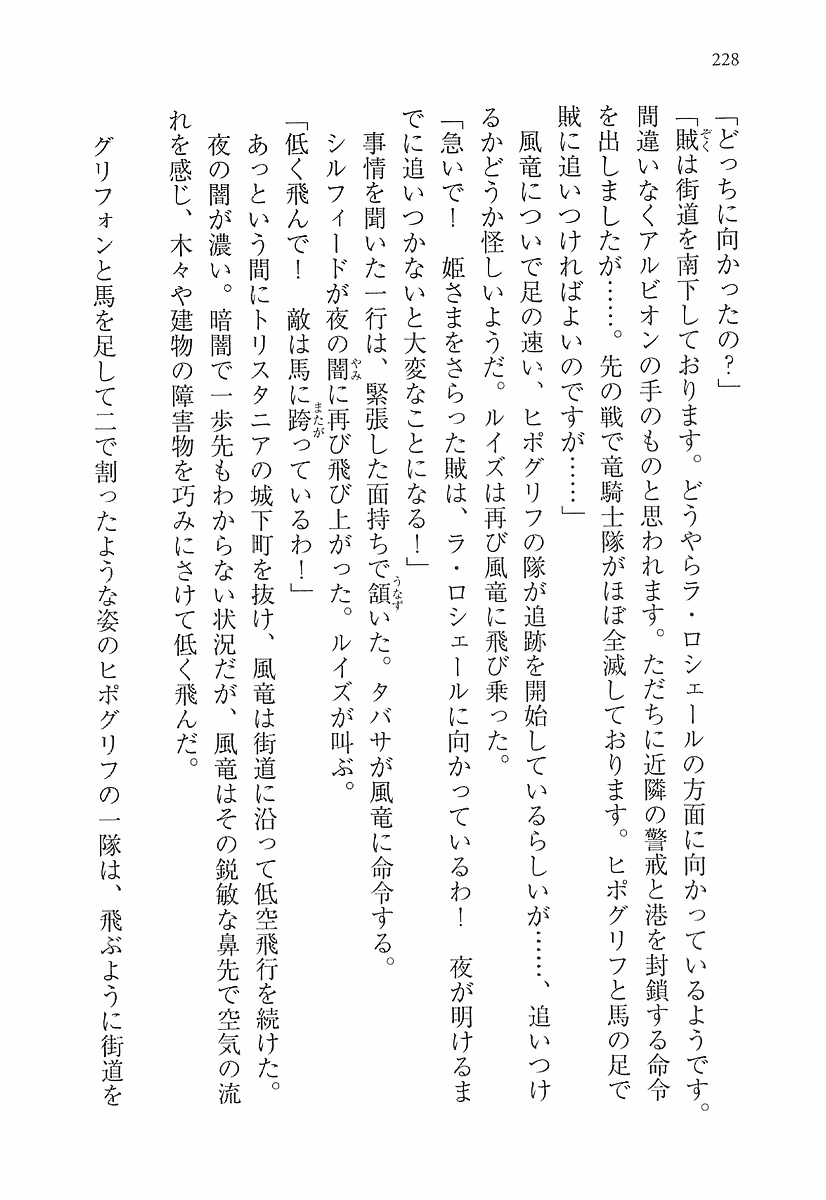 228
「どっちに向かったの？」
「賊は街道を南下しております。どうやらラ・ロシェールの方面に向かっているようです。
間違いなくアルビオンの手のものと思われます。ただちに近隣の警戒と港を封鎖する命令
を出しましたが……。先の戦で竜騎士隊がほぼ全滅しております。ヒポグリフと馬の足で
賊に追いつければよいのですが……」
風竜についで足の速い、ヒポグリフの隊が追跡を開始しているらしいが……、追いつけ
るかどうか怪しいようだ。ルイズは再び風竜に飛び乗った。
「急いで！　姫さまをさらった賊は、ラ・ロシェールに向かっているわ！　夜が明けるま
でに追いつかないと大変なことになる！」
事情を聞いた一行は、緊張した面持ちで頷いた。タバサが風竜に命令する。
シルフィードが夜の闇に再び飛び上がった。ルイズが叫ぶ。
「低く飛んで！　敵は馬に跨っているわ！」
あっという間にトリスタニアの城下町を抜け、風竜は街道に沿って低空飛行を続けた。
夜の闇が濃い。暗闇で一歩先もわからない状況だが、風竜はその鋭敏な鼻先で空気の流
れを感じ、木々や建物の障害物を巧みにさけて低く飛んだ。
グリフォンと馬を足して二で割ったような姿のヒポグリフの一隊は、飛ぶように街道を